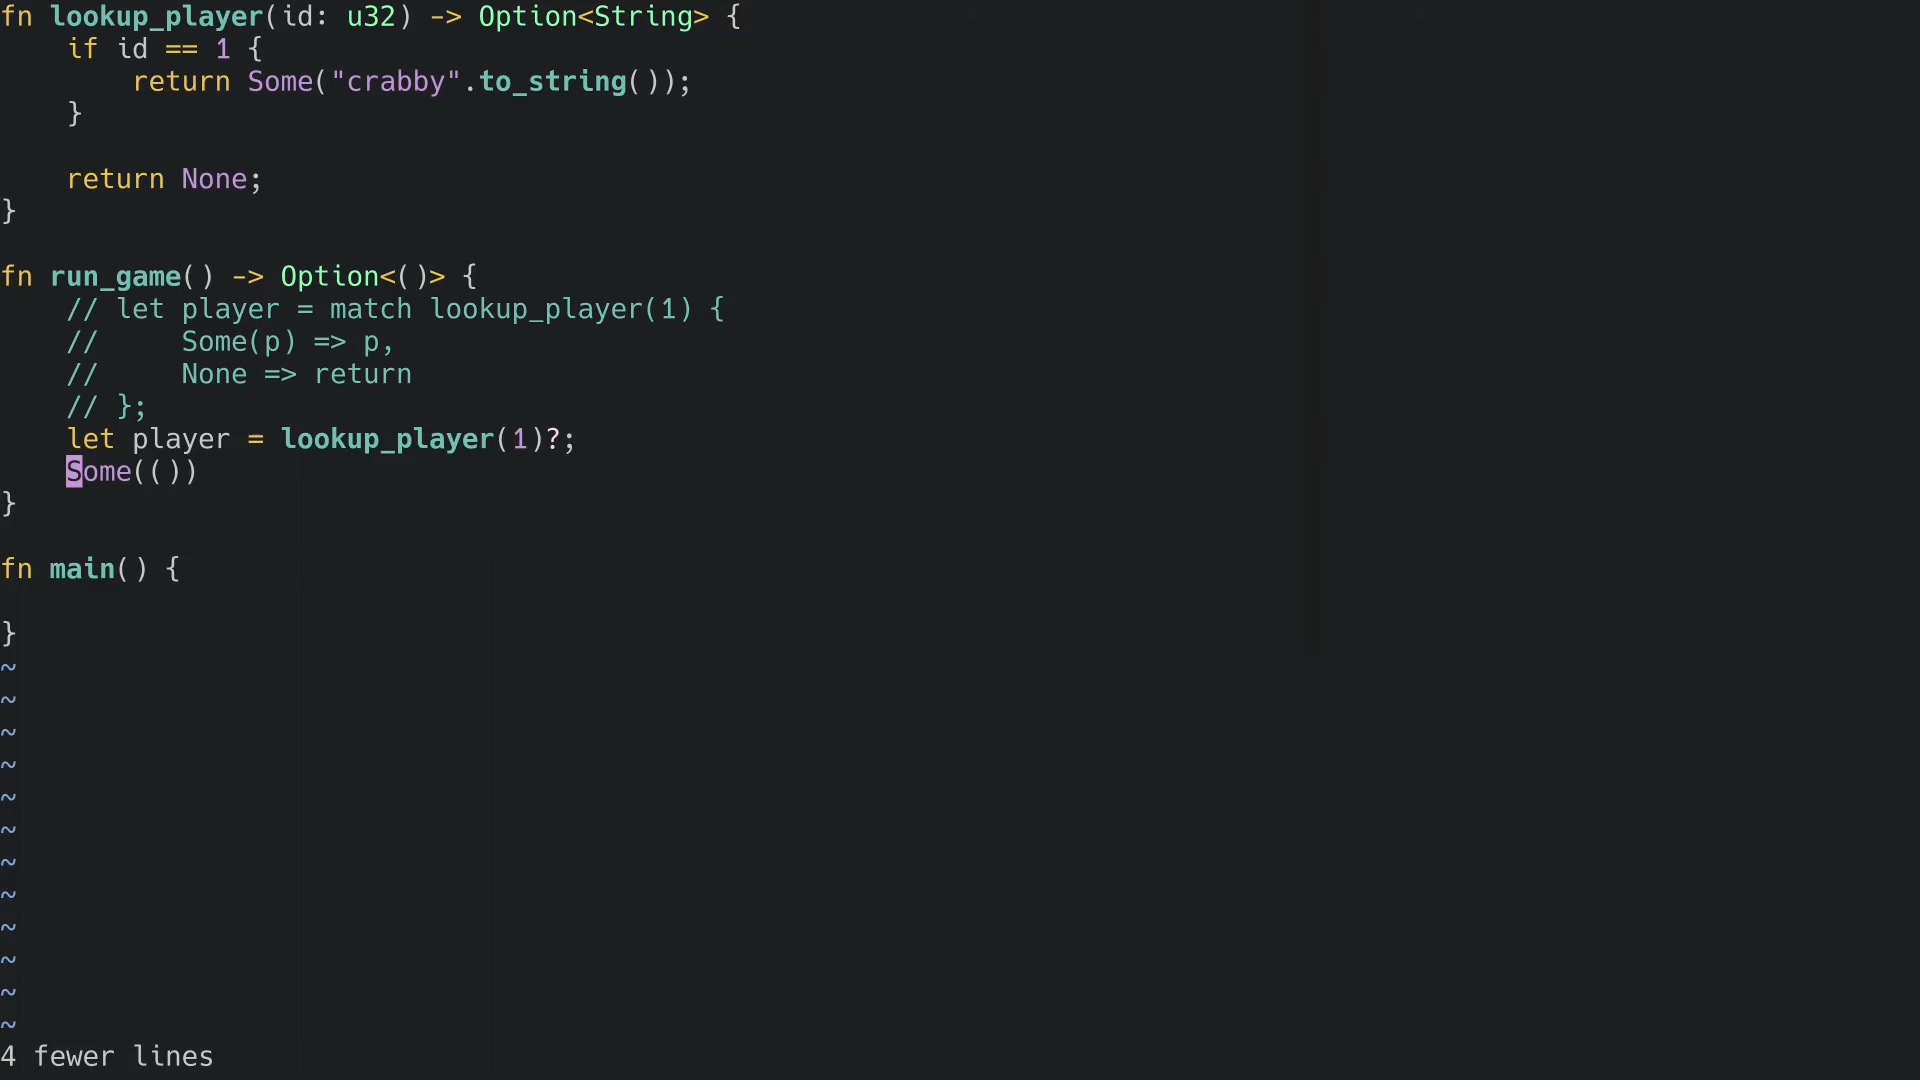 fn lookup_player(id: u32) -> Option<String> {
    if id == 1 {
        return Some("crabby".to_string());
    }

    return None;
}

fn run_game() -> Option<()> {
    // let player = match lookup_player(1) {
    //     Some(p) => p,
    //     None => return
    // };
    let player = lookup_player(1)?;
    Some(())
}

fn main() {

}
~
~
~
~
~
~
~
~
~
~
~
~
4 fewer lines